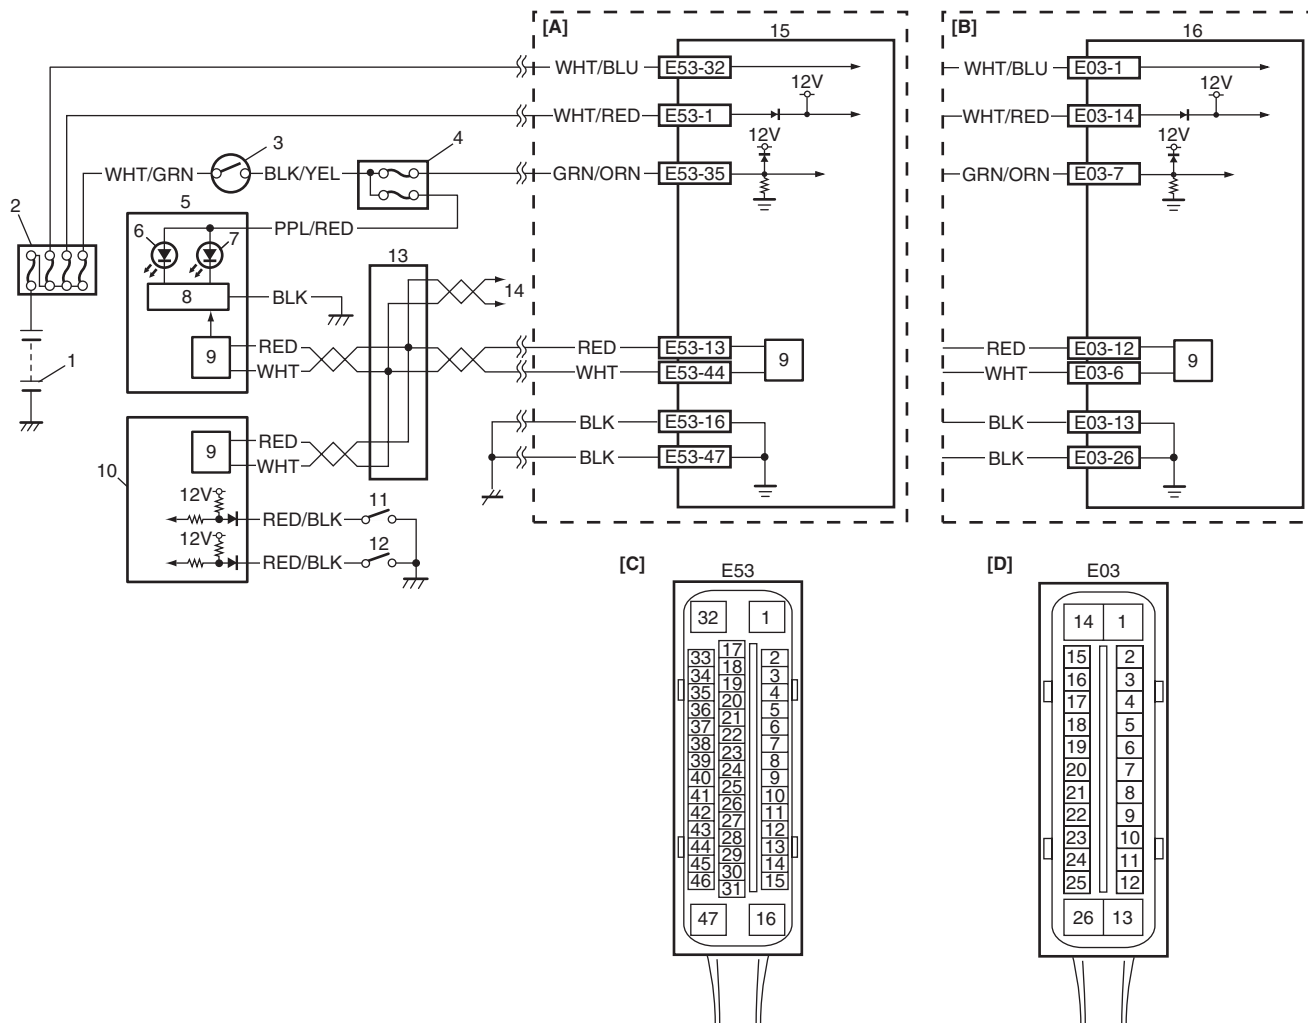 [A]
15
WHT/BLU
E53-32
12V
WHT/RED
E53-1
12V
GRN/ORN
E53-35
RED
E53-13
9
WHT
E53-44
BLK
E53-16
BLK
E53-47
[B]
16
WHT/BLU
E03-1
12V
WHT/RED
E03-14
12V
GRN/ORN
E03-7
RED
E03-12
9
WHT
E03-6
BLK
E03-13
BLK
E03-26
3
4
WHT/GRN
BLK/YEL
2
5
PPL/RED
6
7
13
14
8
BLK
9
RED
WHT
1
10
9
RED
WHT
12V
RED/BLK
11
12V
RED/BLK
12
[C]
E53
32
1
17
33
2
18
34
3
19
35
4
20
36
5
21
37
6
22
38
7
23
39
8
24
40
9
25
41
10
26
42
11
27
43
12
28
44
13
29
45
14
30
46
15
31
47
16
[D]
E03
14
1
15
2
16
3
17
4
18
5
19
6
20
7
21
8
22
9
23
10
24
11
25
12
26
13